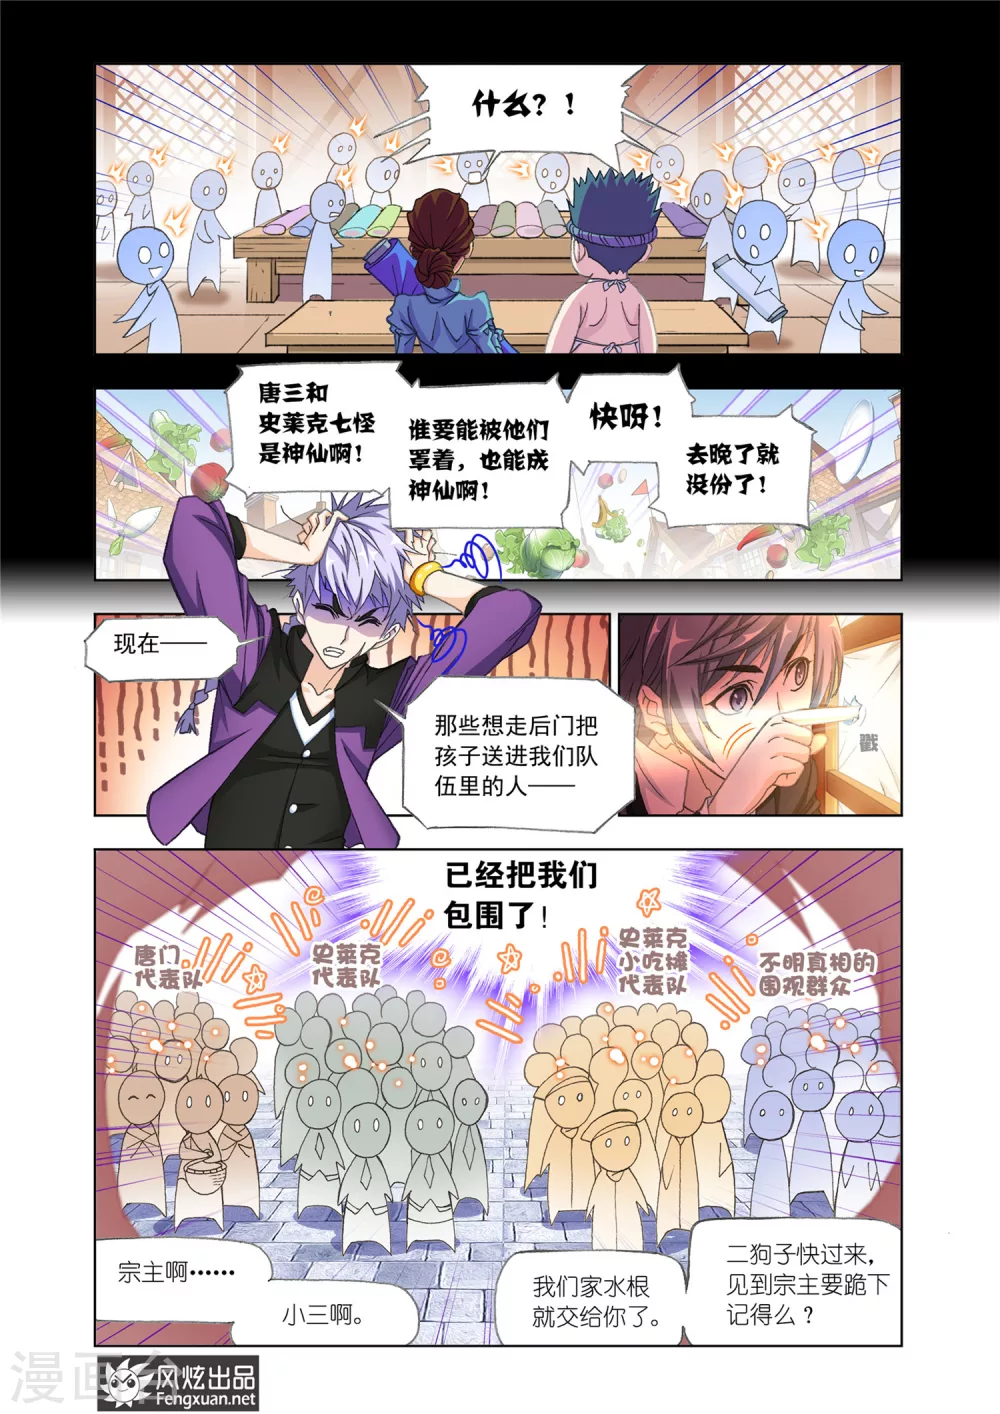 什么？！
唐三和
史莱克七怪
是神仙啊！
谁要能被他们
罩着，也能成
神仙啊！
快呀！
去晚了就
没份了！
现在——
那些想走后门把
孩子送进我们队
伍里的人——
戳
已经把我们
包围了！
唐门
代表队
史莱克
代表队
史莱克
小吃摊
代表队
不明真相的
围观群众
宗主啊……
小三啊。
我们家水根
就交给你了。
二狗子快过来，
见到宗主要跪下
记得么？
漫画台
风炫出品
Fengxuan.net